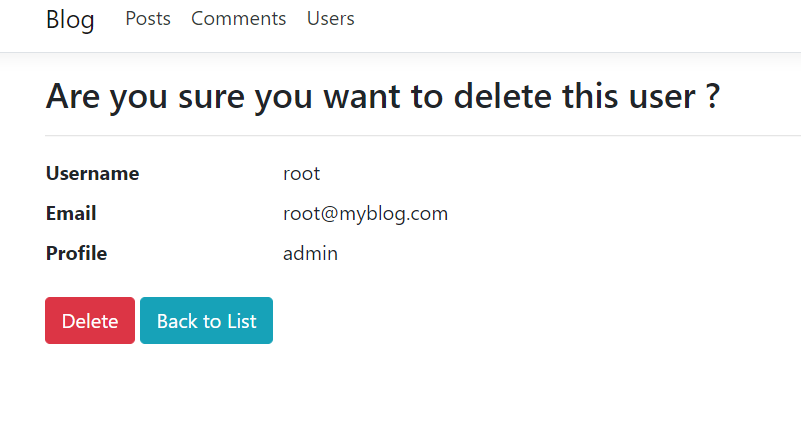 Blog Posts Comments Users
Are you sure you want to delete this user ?
Username root
Email root@myblog.com
Profile admin
Delete Back to List